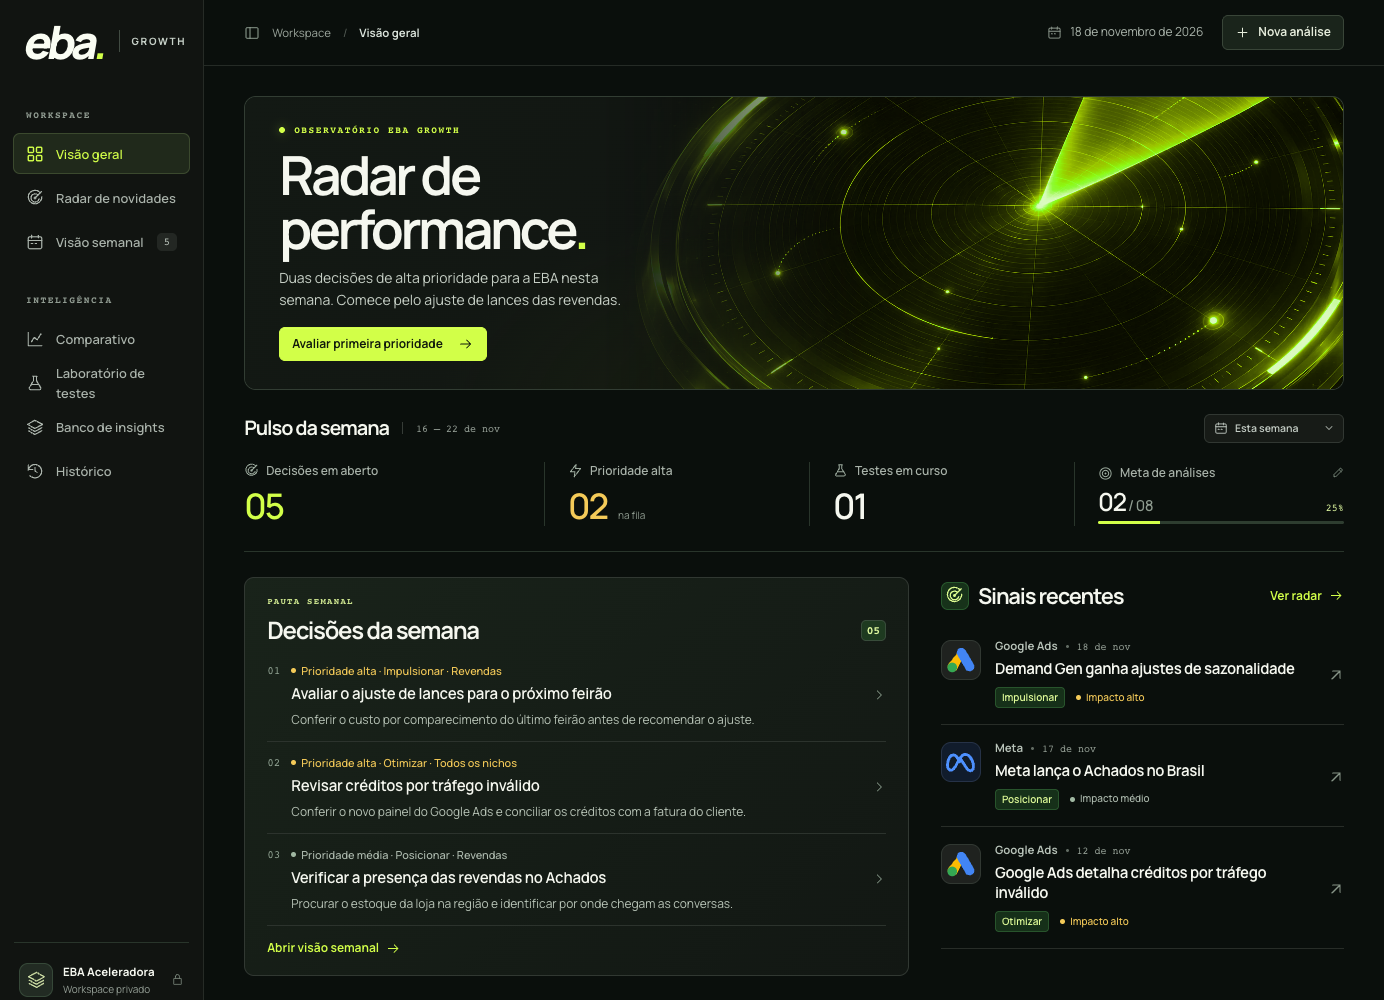 eba. GROWTH
WORKSPACE
Visão geral
Radar de novidades
Visão semanal 5
INTELIGÊNCIA
Comparativo
Laboratório de
testes
Banco de insights
Histórico
EBA Aceleradora
Workspace privado
Workspace / Visão geral
18 de novembro de 2026
Nova análise
OBSERVATÓRIO EBA GROWTH
Radar de
performance.
Duas decisões de alta prioridade para a EBA nesta
semana. Comece pelo ajuste de lances das revendas.
Avaliar primeira prioridade
Pulso da semana
16 — 22 de nov
Esta semana
Decisões em aberto
05
Prioridade alta
02 na fila
Testes em curso
01
Meta de análises
02 / 08
25%
PAUTA SEMANAL
Decisões da semana
05
01 Prioridade alta · Impulsionar · Revendas
Avaliar o ajuste de lances para o próximo feirão
Conferir o custo por comparecimento do último feirão antes de recomendar o ajuste.
02 Prioridade alta · Otimizar · Todos os nichos
Revisar créditos por tráfego inválido
Conferir o novo painel do Google Ads e conciliar os créditos com a fatura do cliente.
03 Prioridade média · Posicionar · Revendas
Verificar a presença das revendas no Achados
Procurar o estoque da loja na região e identificar por onde chegam as conversas.
Abrir visão semanal
Sinais recentes
Ver radar
Google Ads • 18 de nov
Demand Gen ganha ajustes de sazonalidade
Impulsionar
Impacto alto
Meta • 17 de nov
Meta lança o Achados no Brasil
Posicionar
Impacto médio
Google Ads • 12 de nov
Google Ads detalha créditos por tráfego
inválido
Otimizar
Impacto alto